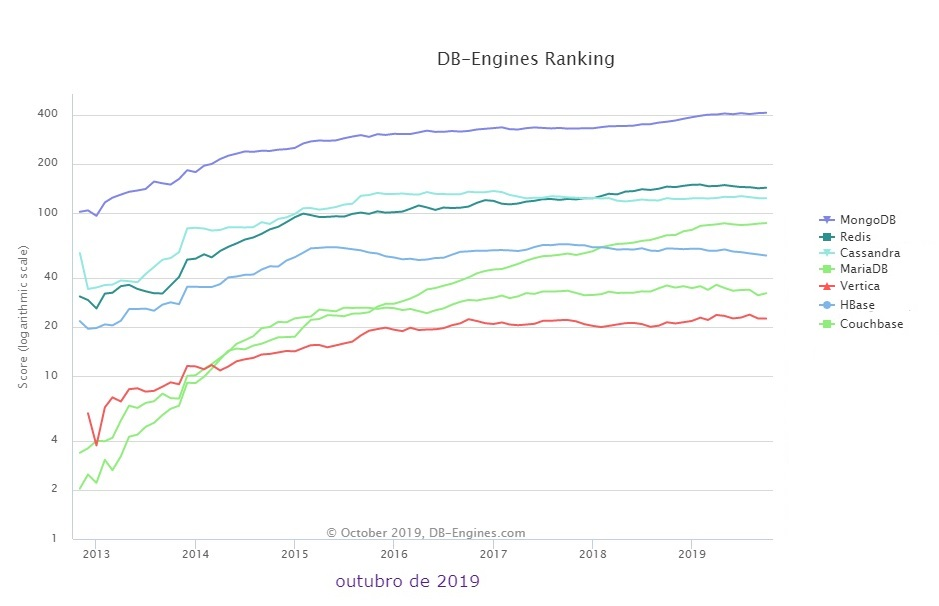 DB-Engines Ranking
400
200
100
40
20
10
4
2
1
Score (logarithmic scale)
2013 2014 2015 2016 2017 2018 2019
© October 2019, DB-Engines.com
MongoDB
Redis
Cassandra
MariaDB
Vertica
HBase
Couchbase
outubro de 2019